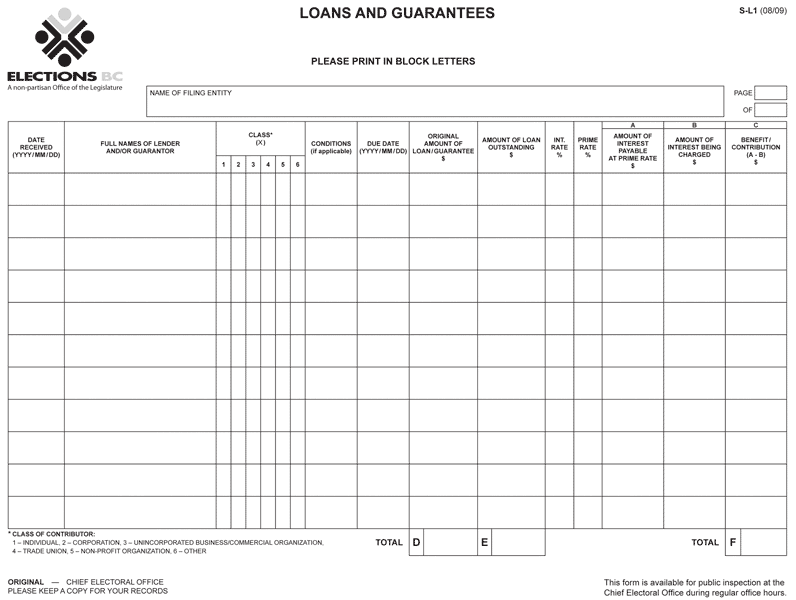 LOANS AND GUARANTEES
S-L1 (08/09)
PLEASE PRINT IN BLOCK LETTERS
ELECTIONS BC
A non-partisan Office of the Legislature
NAME OF FILING ENTITY
PAGE
OF
DATE
RECEIVED
(YYYY/MM/DD)
FULL NAMES OF LENDER
AND/OR GUARANTOR
CLASS*
(X)
1 2 3 4 5 6
CONDITIONS
(if applicable)
DUE DATE
(YYYY/MM/DD)
ORIGINAL
AMOUNT OF
LOAN/GUARANTEE
$
AMOUNT OF LOAN
OUTSTANDING
$
INT.
RATE
%
PRIME
RATE
%
A
AMOUNT OF
INTEREST
PAYABLE
AT PRIME RATE
$
B
AMOUNT OF
INTEREST BEING
CHARGED
$
C
BENEFIT/
CONTRIBUTION
(A - B)
$
* CLASS OF CONTRIBUTOR:
1 – INDIVIDUAL, 2 – CORPORATION, 3 – UNINCORPORATED BUSINESS/COMMERCIAL ORGANIZATION,
4 – TRADE UNION, 5 – NON-PROFIT ORGANIZATION, 6 – OTHER
TOTAL D E
TOTAL F
ORIGINAL — CHIEF ELECTORAL OFFICE
PLEASE KEEP A COPY FOR YOUR RECORDS
This form is available for public inspection at the
Chief Electoral Office during regular office hours.